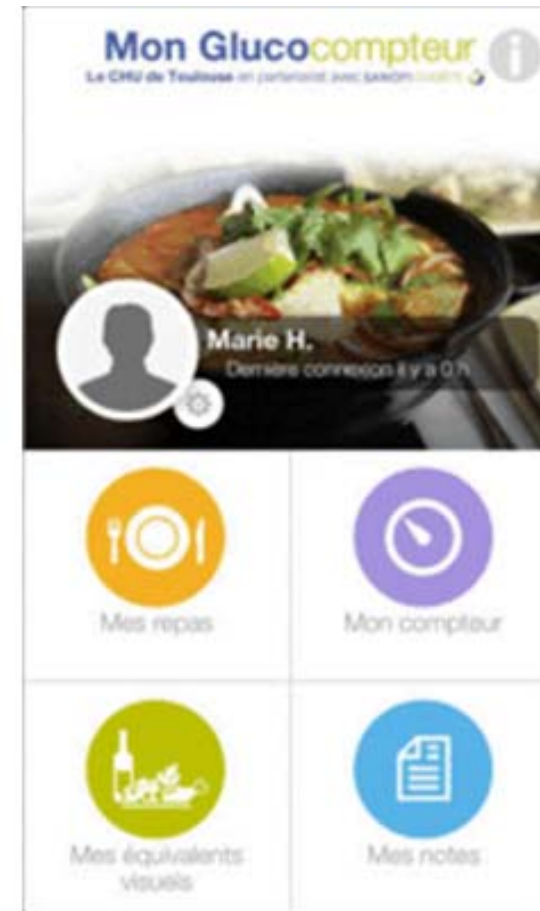 Mon Glucocompteur
Le CHU de Toulouse en partenariat avec SANOFI DIABÈTE
i
Marie H.
Dernière connexion il y a 0 h
Mes repas
Mon compteur
Mes équivalents
visuels
Mes notes